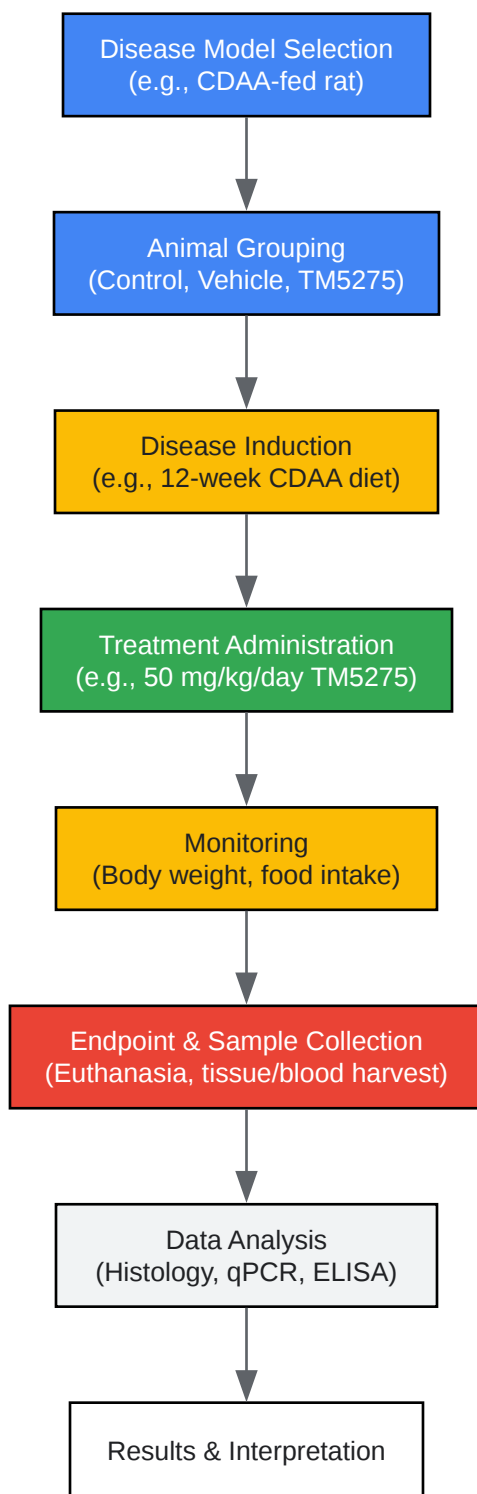 Disease Model Selection
(e.g., CDAA-fed rat)
Animal Grouping
(Control, Vehicle, TM5275)
Disease Induction
(e.g., 12-week CDAA diet)
Treatment Administration
(e.g., 50 mg/kg/day TM5275)
Monitoring
(Body weight, food intake)
Endpoint & Sample Collection
(Euthanasia, tissue/blood harvest)
Data Analysis
(Histology, qPCR, ELISA)
Results & Interpretation